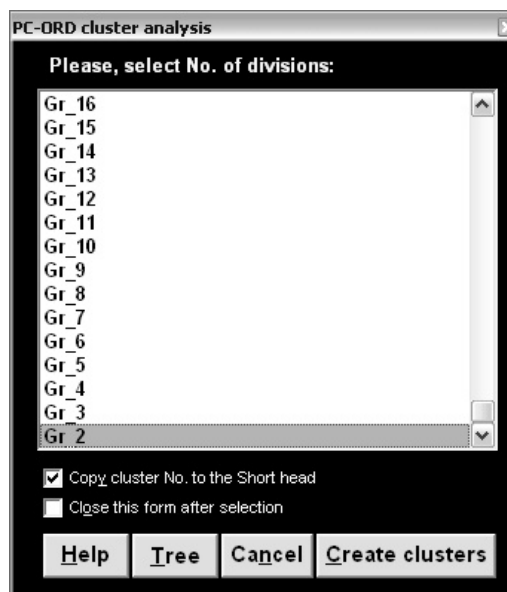 PC-ORD cluster analysis
Please, select No. of divisions:
Gr_16
Gr_15
Gr_14
Gr_13
Gr_12
Gr_11
Gr_10
Gr_9
Gr_8
Gr_7
Gr_6
Gr_5
Gr_4
Gr_3
Gr_2
Copy cluster No. to the Short head
Close this form after selection
Help Tree Cancel Create clusters